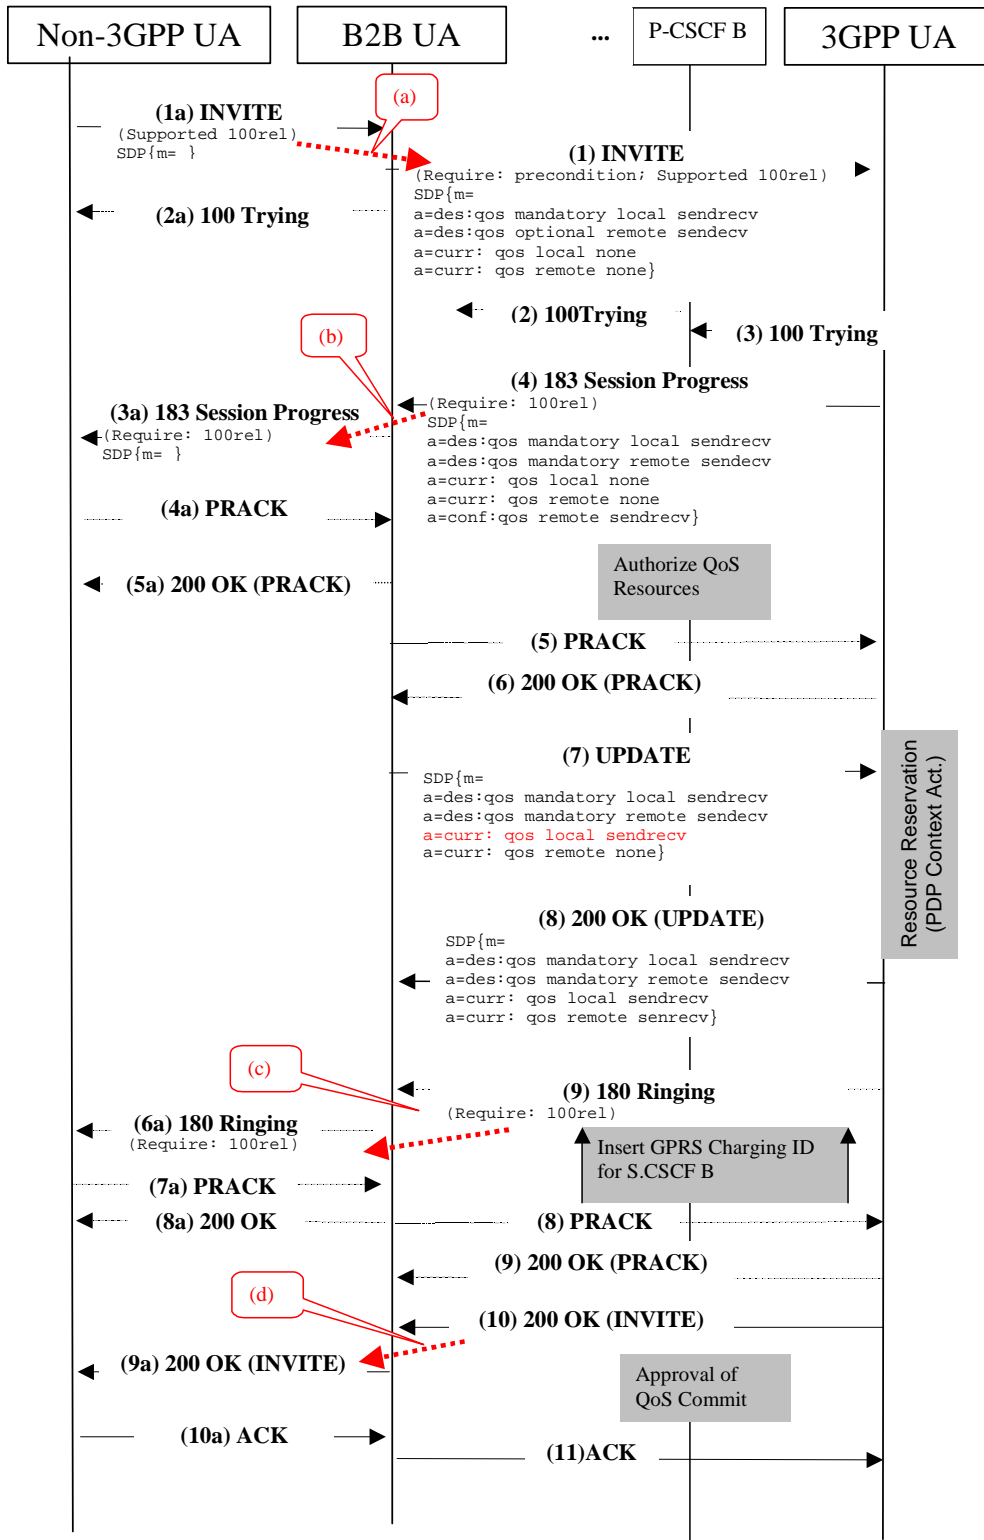 Non-3GPP UA
B2B UA
...
P-CSCF B
3GPP UA
(a)
(1a) INVITE
(Supported 100rel)
SDP{m= }
(1) INVITE
(Require: precondition; Supported 100rel)
SDP{m=
a=des:qos mandatory local sendrecv
a=des:qos optional remote sendecv
a=curr: qos local none
a=curr: qos remote none}
(2a) 100 Trying
(2) 100Trying
(3) 100 Trying
(b)
(4) 183 Session Progress
(Require: 100rel)
SDP{m=
a=des:qos mandatory local sendrecv
a=des:qos mandatory remote sendecv
a=curr: qos local none
a=curr: qos remote none
a=conf:qos remote sendrecv}
(3a) 183 Session Progress
(Require: 100rel)
SDP{m= }
(4a) PRACK
Authorize QoS
Resources
(5a) 200 OK (PRACK)
(5) PRACK
(6) 200 OK (PRACK)
(7) UPDATE
SDP{m=
a=des:qos mandatory local sendrecv
a=des:qos mandatory remote sendecv
a=curr: qos local sendrecv
a=curr: qos remote none}
Resource Reservation
(PDP Context Act.)
(8) 200 OK (UPDATE)
SDP{m=
a=des:qos mandatory local sendrecv
a=des:qos mandatory remote sendecv
a=curr: qos local sendrecv
a=curr: qos remote senrecv}
(c)
(9) 180 Ringing
(Require: 100rel)
(6a) 180 Ringing
(Require: 100rel)
Insert GPRS Charging ID
for S.CSCF B
(7a) PRACK
(8a) 200 OK
(8) PRACK
(9) 200 OK (PRACK)
(d)
(10) 200 OK (INVITE)
(9a) 200 OK (INVITE)
Approval of
QoS Commit
(10a) ACK
(11)ACK